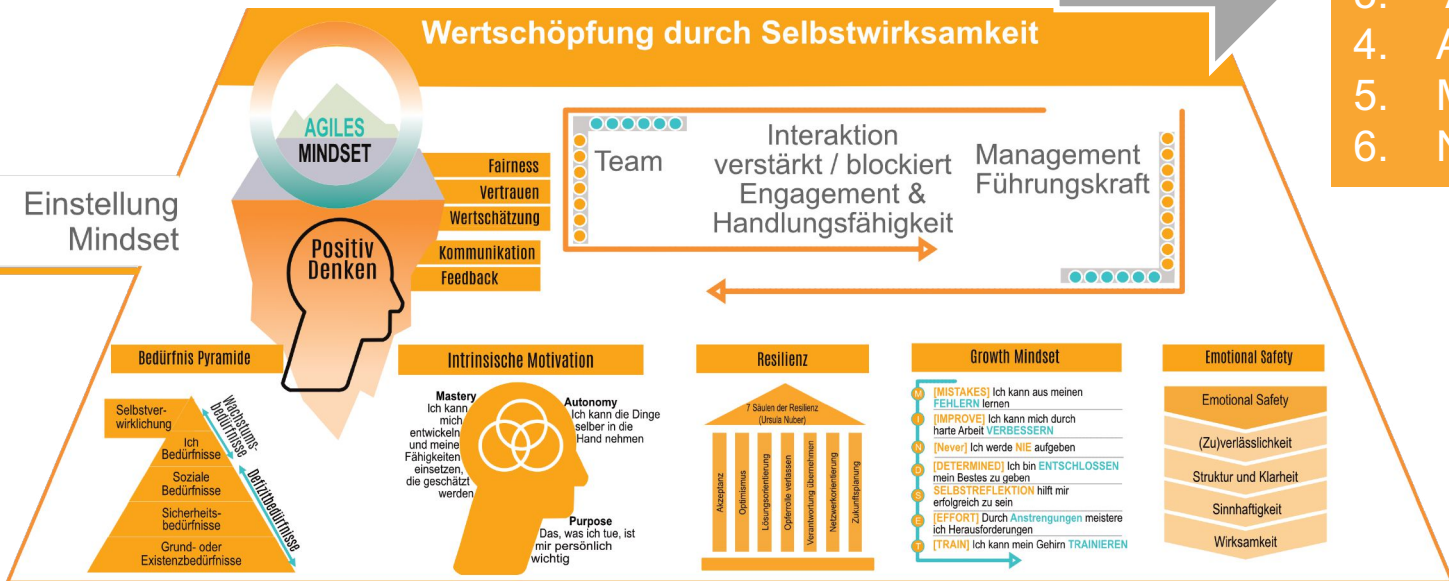 Wertschöpfung durch Selbstwirksamkeit
4.
5.
6.
Einstellung
Mindset
AGILES
MINDSET
Positiv
Denken
Fairness
Vertrauen
Wertschätzung
Kommunikation
Feedback
Team
Interaktion
verstärkt / blockiert
Engagement &
Handlungsfähigkeit
Management
Führungskraft
Bedürfnis Pyramide
Selbstver-
wirklichung
Ich
Bedürfnisse
Soziale
Bedürfnisse
Sicherheits-
bedürfnisse
Grund- oder
Existenzbedürfnisse
Wachstums-
bedürfnisse
Defizitbedürfnisse
Intrinsische Motivation
Mastery
Ich kann
mich
entwickeln
und meine
Fähigkeiten
einsetzen,
die geschätzt
werden
Autonomy
Ich kann die Dinge
selber in die
Hand nehmen
Purpose
Das, was ich tue, ist
mir persönlich
wichtig
Resilienz
7 Säulen der Resilienz
(Ursula Nuber)
Akzeptanz
Optimismus
Lösungsorientierung
Opferrolle verlassen
Verantwortung übernehmen
Netzwerkorientierung
Zukunftsplanung
Growth Mindset
M [MISTAKES] Ich kann aus meinen
FEHLERN lernen
I [IMPROVE] Ich kann mich durch
harte Arbeit VERBESSERN
N [Never] Ich werde NIE aufgeben
D [DETERMINED] Ich bin ENTSCHLOSSEN
mein Bestes zu geben
S SELBSTREFLEKTION hilft mir
erfolgreich zu sein
E [EFFORT] Durch Anstrengungen meistere
ich Herausforderungen
T [TRAIN] Ich kann mein Gehirn TRAINIEREN
Emotional Safety
Emotional Safety
(Zu)verlässlichkeit
Struktur und Klarheit
Sinnhaftigkeit
Wirksamkeit